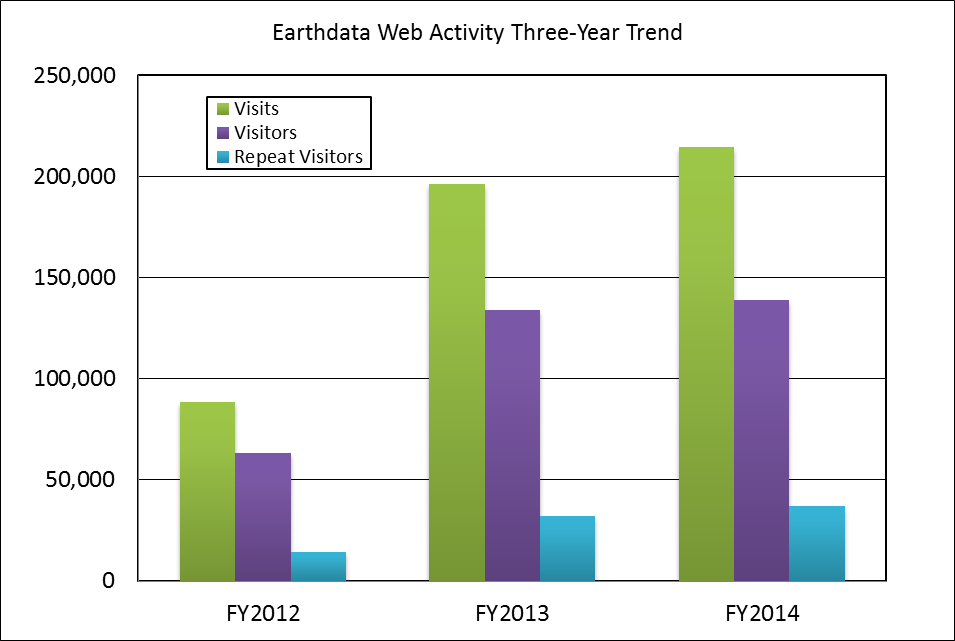 Earthdata Web Activity Three-Year Trend
250,000
200,000
150,000
100,000
50,000
0
Visits
Visitors
Repeat Visitors
FY2012
FY2013
FY2014